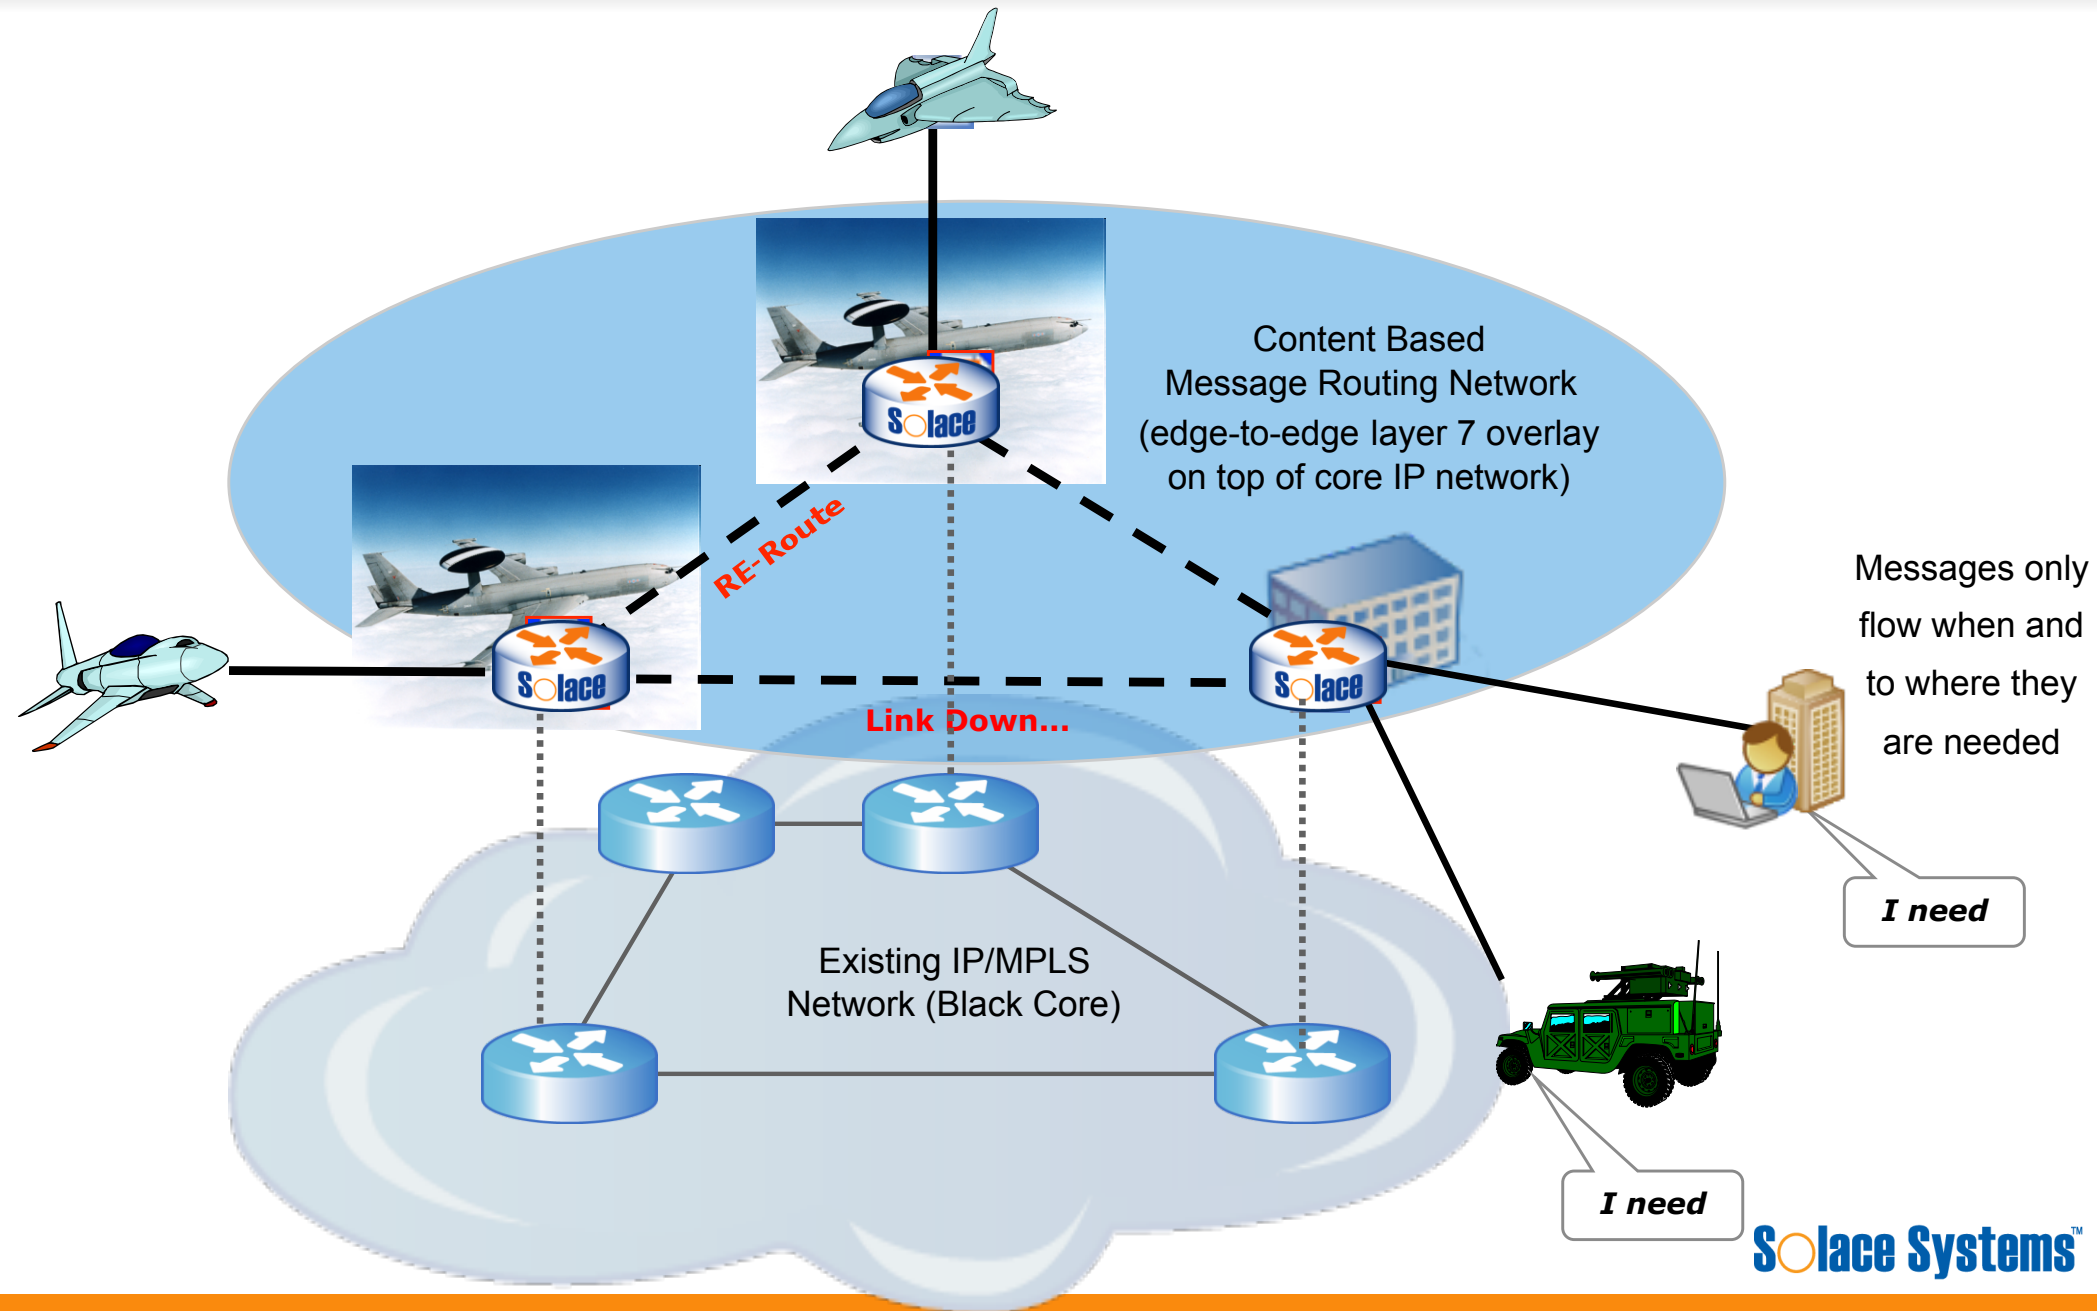 Content Based
Message Routing Network
(edge-to-edge layer 7 overlay
on top of core IP network)
Solace
RE-Route
Messages only
flow when and
to where they
are needed
Solace
Solace
Link Down...
I need
Existing IP/MPLS
Network (Black Core)
I need
Solace Systems™